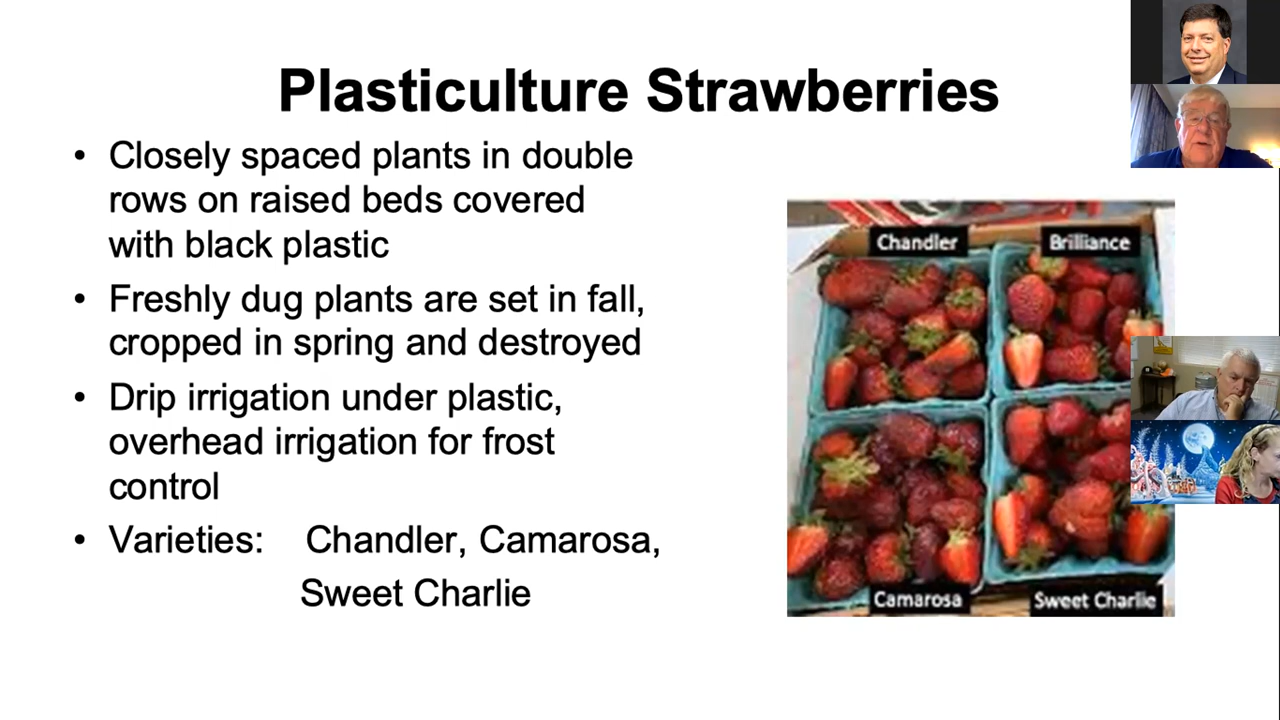 Plasticulture Strawberries
• Closely spaced plants in double
rows on raised beds covered
with black plastic
• Freshly dug plants are set in fall,
cropped in spring and destroyed
• Drip irrigation under plastic,
overhead irrigation for frost
control
• Varieties: Chandler, Camarosa,
Sweet Charlie
Chandler
Brilliance
Camarosa
Sweet Charlie